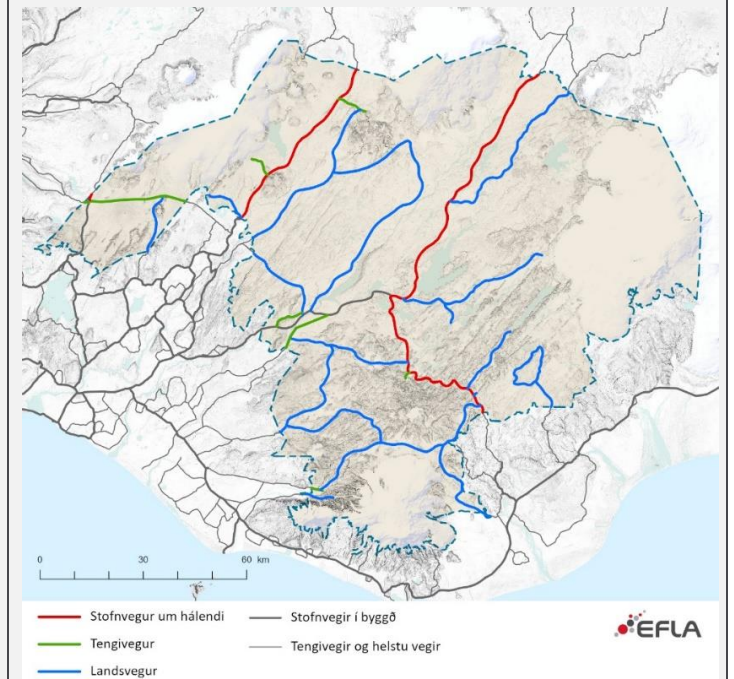 0 30 60 km
Stofnvegur um hálendi
Tengivegur
Landsvegur
Stofnvegir í byggð
Tengivegir og helstu vegir
EFLA